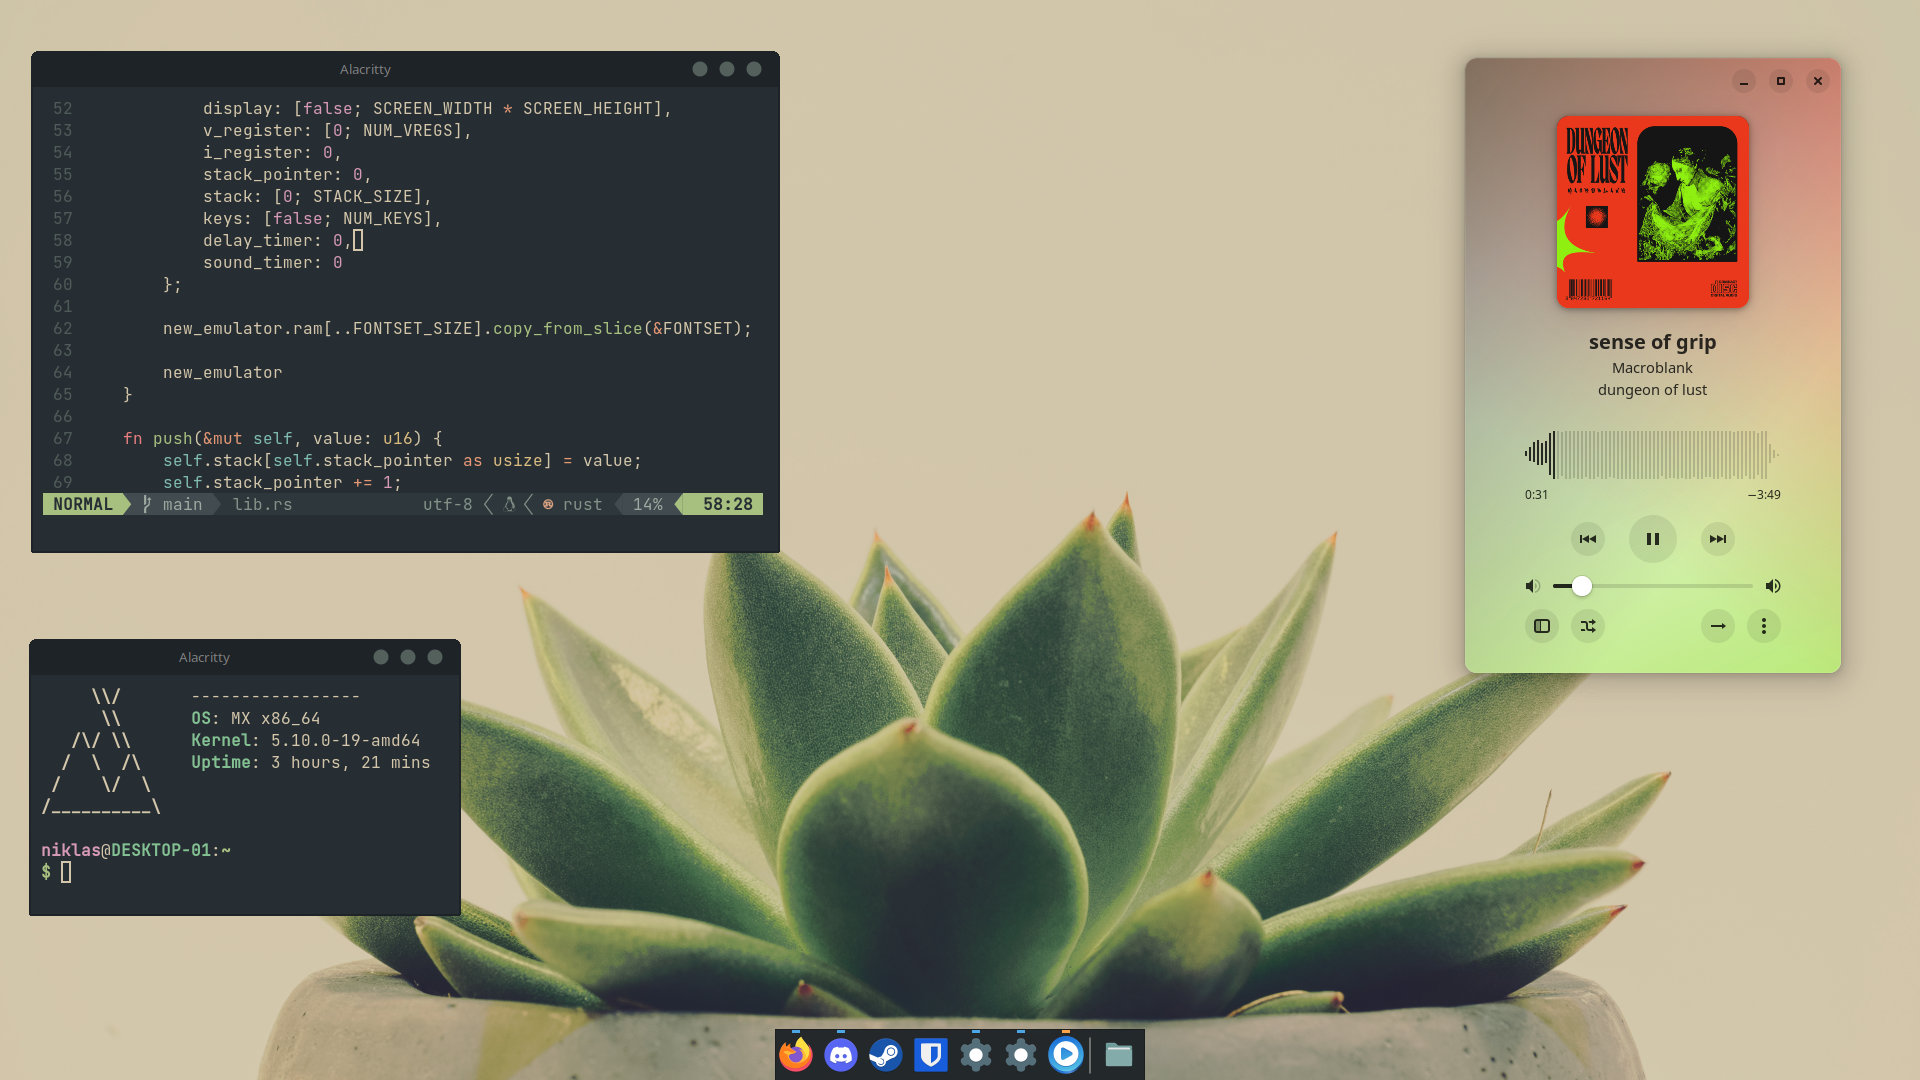 Alacritty
52 display: [false; SCREEN_WIDTH * SCREEN_HEIGHT],
53 v_register: [0; NUM_VREGS],
54 i_register: 0,
55 stack_pointer: 0,
56 stack: [0; STACK_SIZE],
57 keys: [false; NUM_KEYS],
58 delay_timer: 0,
59 sound_timer: 0
60 };
61
62 new_emulator.ram[..FONTSET_SIZE].copy_from_slice(&FONTSET);
63
64 new_emulator
65 }
66
67 fn push(&mut self, value: u16) {
68 self.stack[self.stack_pointer as usize] = value;
69 self.stack_pointer += 1;
NORMAL main lib.rs utf-8 rust 14% 58:28
Alacritty
\\/ -----------------
\\ OS: MX x86_64
/\/ \\ Kernel: 5.10.0-19-amd64
/ \ /\ Uptime: 3 hours, 21 mins
/ \/ \
/__________\
niklas@DESKTOP-01:~
$
DUNGEON
OF LUST
sense of grip
Macroblank
dungeon of lust
0:31 −3:49